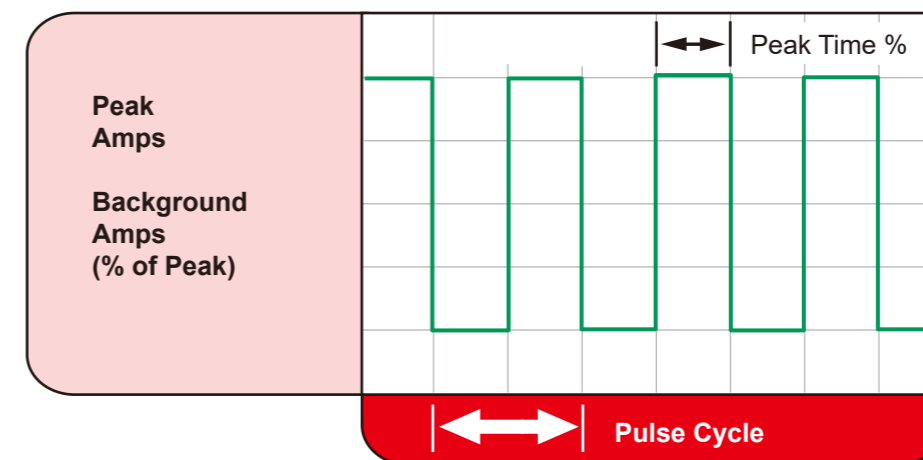 Peak Time %
Peak
Amps
Background
Amps
(% of Peak)
Pulse Cycle